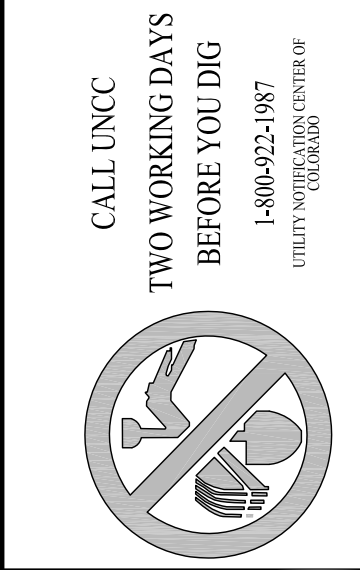 CALL UNCC
TWO WORKING DAYS
BEFORE YOU DIG
1-800-922-1987
UTILITY NOTIFICATION CENTER OF
COLORADO